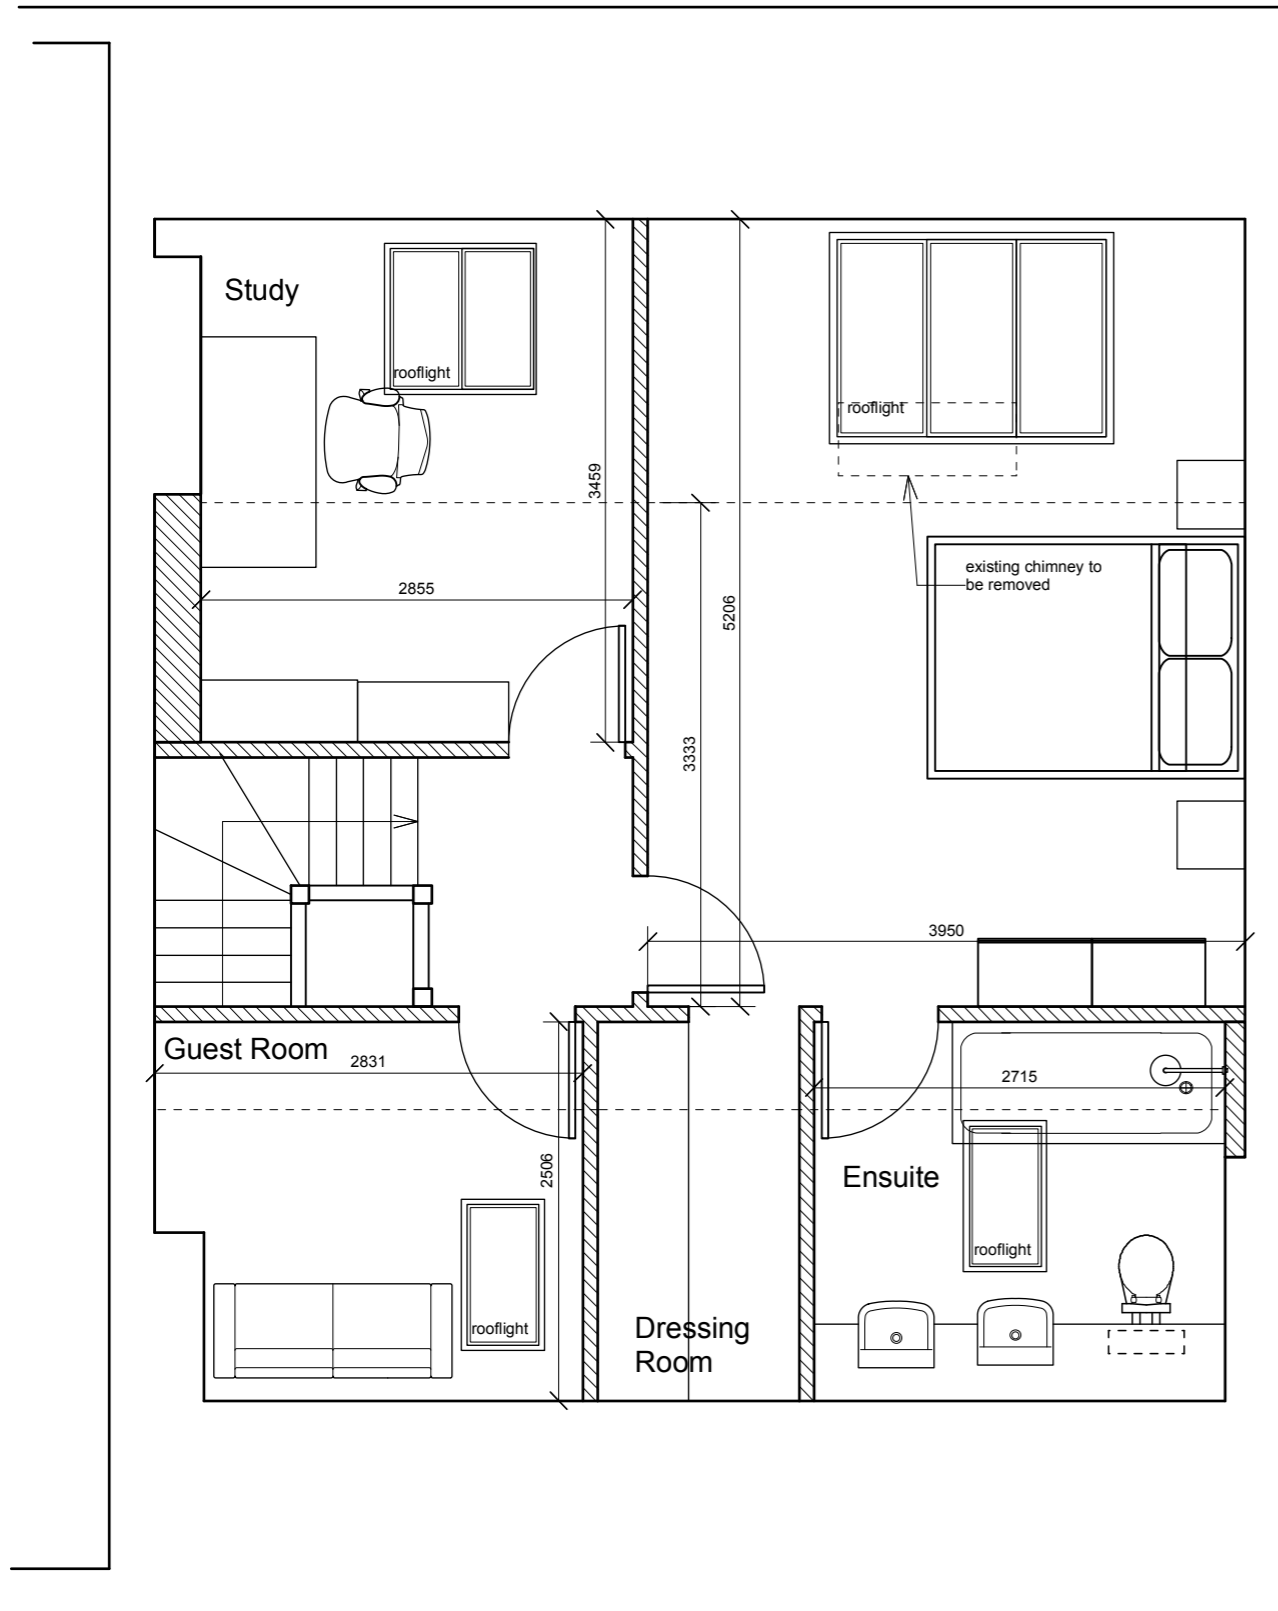 Study
rooflight
rooflight
3459
existing chimney to
be removed
2855
5206
3333
3950
Guest Room
2831
2715
2506
Ensuite
rooflight
rooflight
Dressing
Room